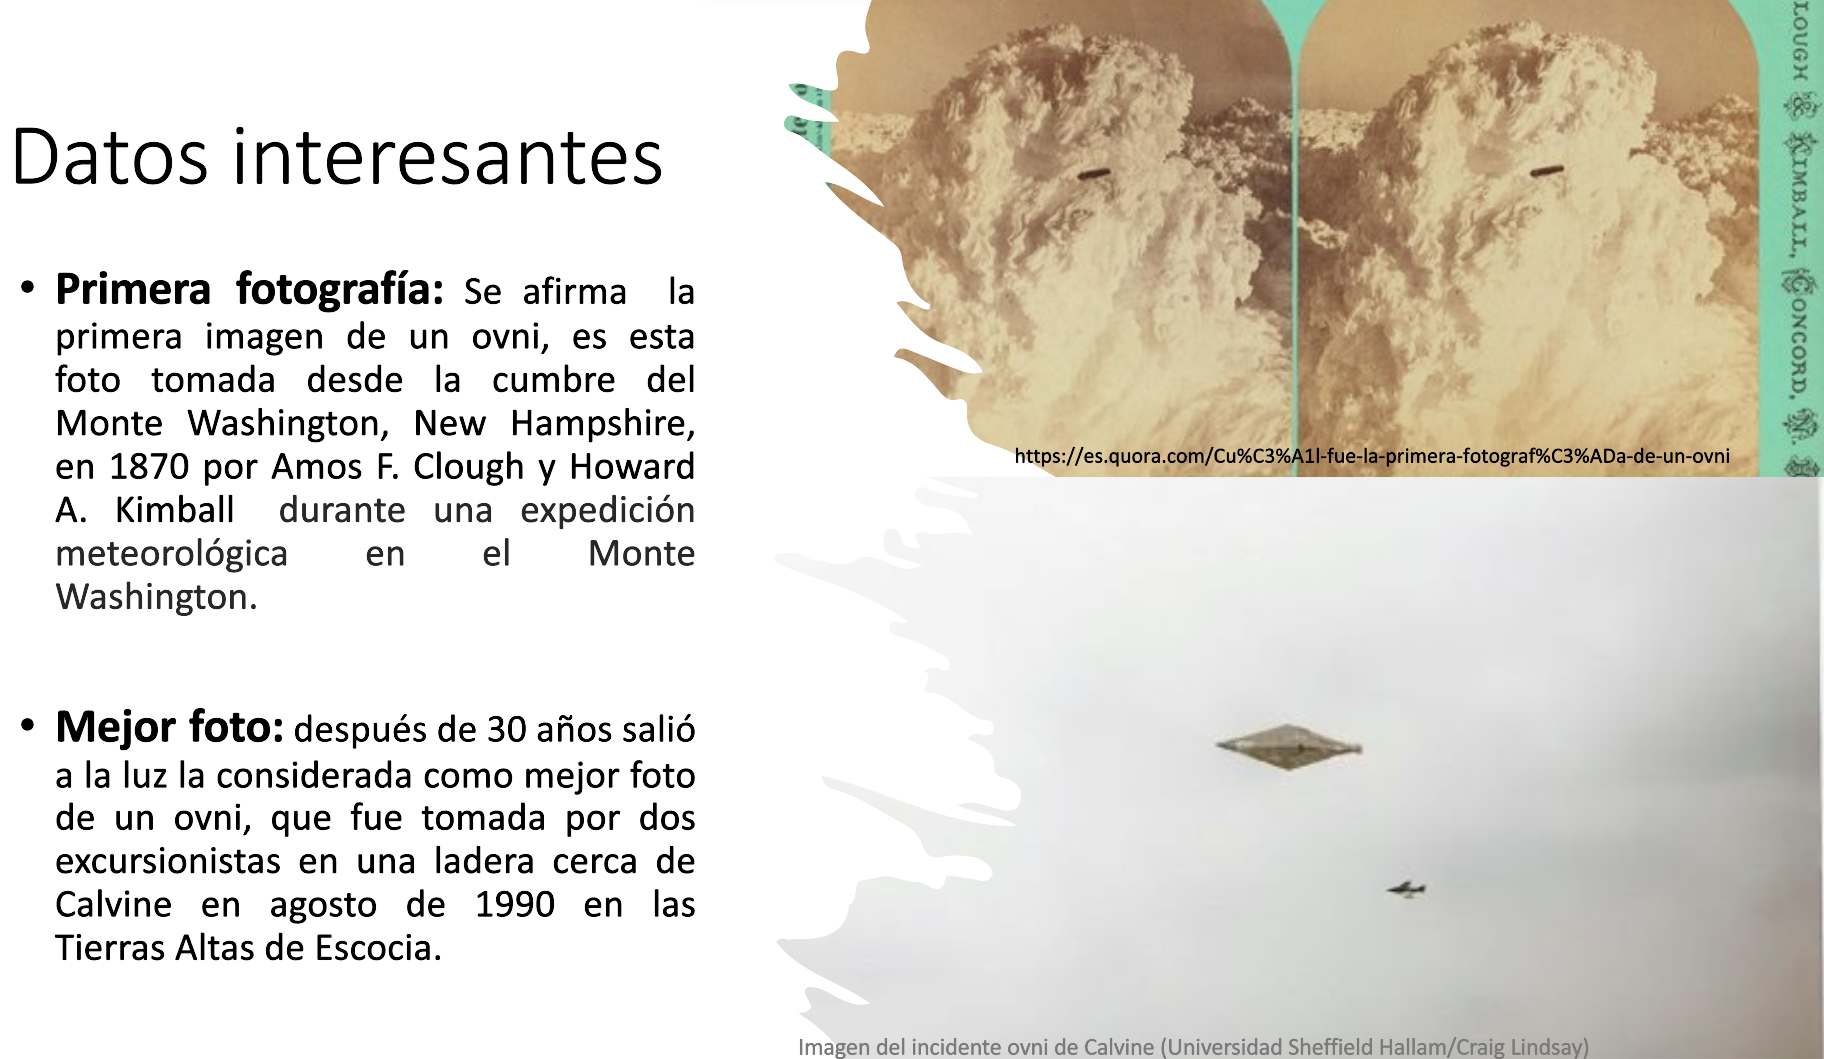 Datos interesantes
• Primera fotografía: Se afirma la
primera imagen de un ovni, es esta
foto tomada desde la cumbre del
Monte Washington, New Hampshire,
en 1870 por Amos F. Clough y Howard
A. Kimball durante una expedición
meteorológica en el Monte
Washington.
• Mejor foto: después de 30 años salió
a la luz la considerada como mejor foto
de un ovni, que fue tomada por dos
excursionistas en una ladera cerca de
Calvine en agosto de 1990 en las
Tierras Altas de Escocia.
LOUGH & KIMBALL, CONCORD, N.
https://es.quora.com/Cu%C3%A1l-fue-la-primera-fotograf%C3%ADa-de-un-ovni
Imagen del incidente ovni de Calvine (Universidad Sheffield Hallam/Craig Lindsay)